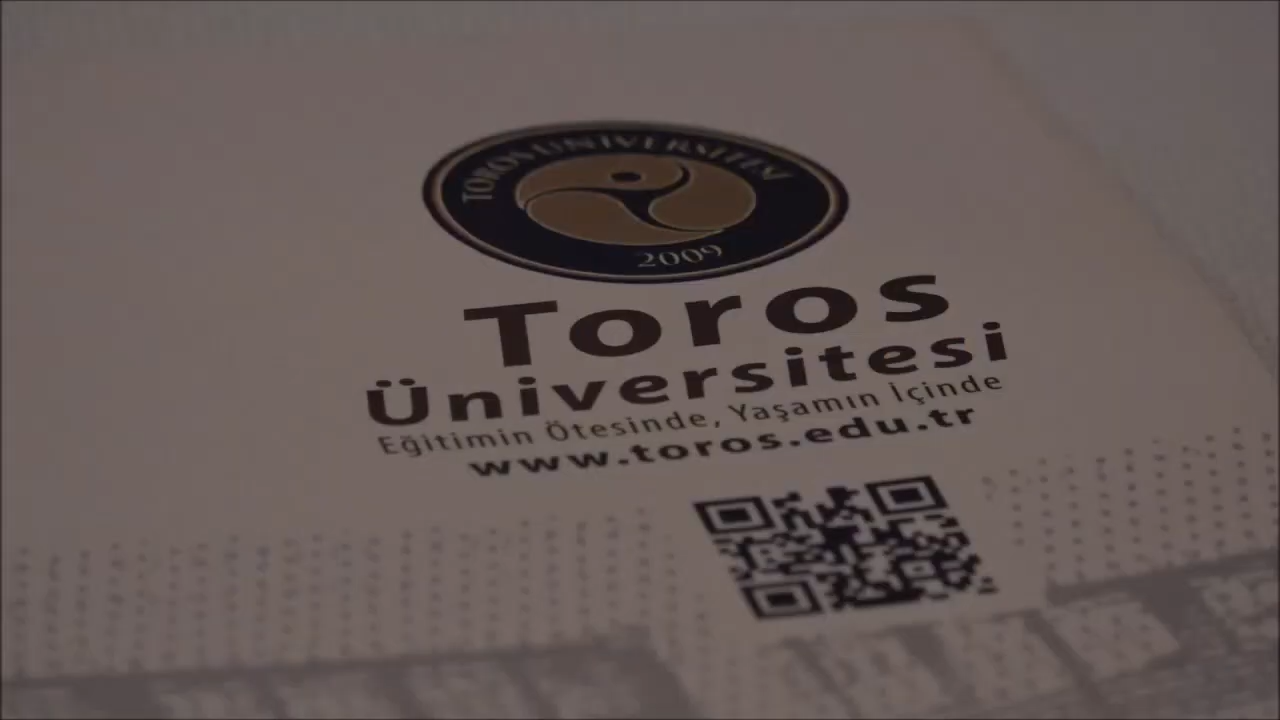 TOROS ÜNİVERSİTESİ
2009
Toros
Üniversitesi
Eğitimin Ötesinde, Yaşamın İçinde
www.toros.edu.tr